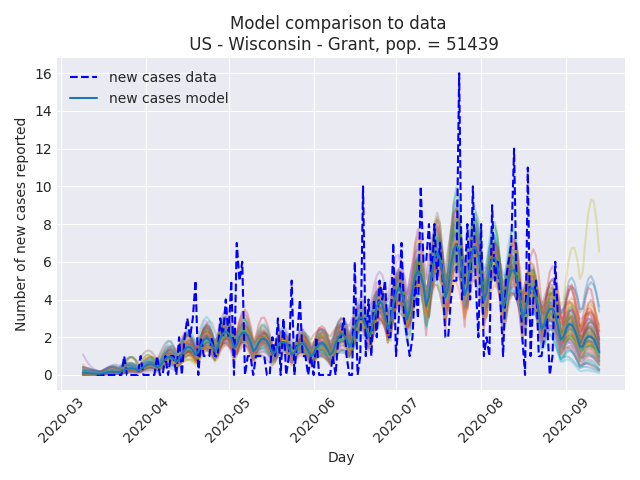 Model comparison to data
US - Wisconsin - Grant, pop. = 51439
new cases data
new cases model
Number of new cases reported
16
14
12
10
8
6
4
2
0
2020-03
2020-04
2020-05
2020-06
2020-07
2020-08
2020-09
Day